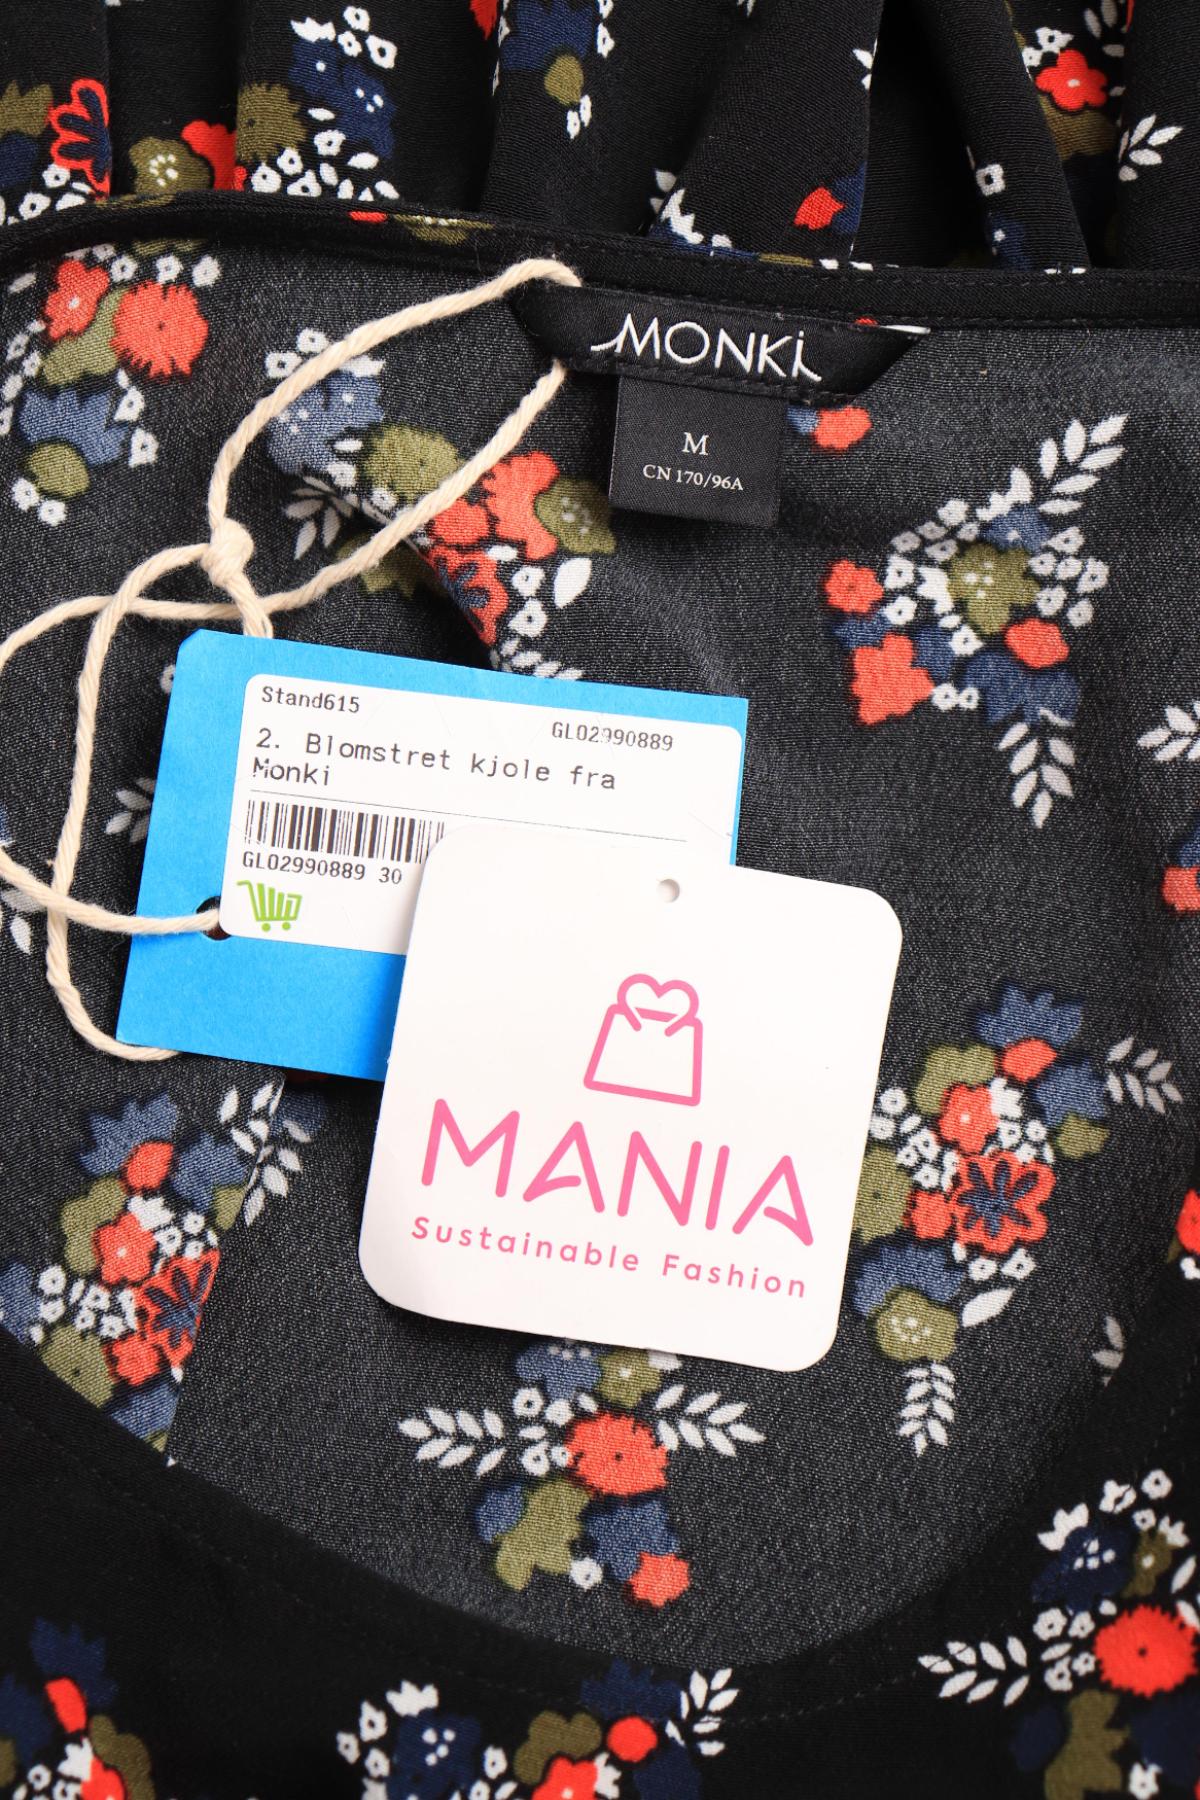 MONKi
M
CN 170/96A
Stand615
GL02990889
2. Blomstret kjole fra
Monki
GL02990889 30
MANIA
Sustainable Fashion